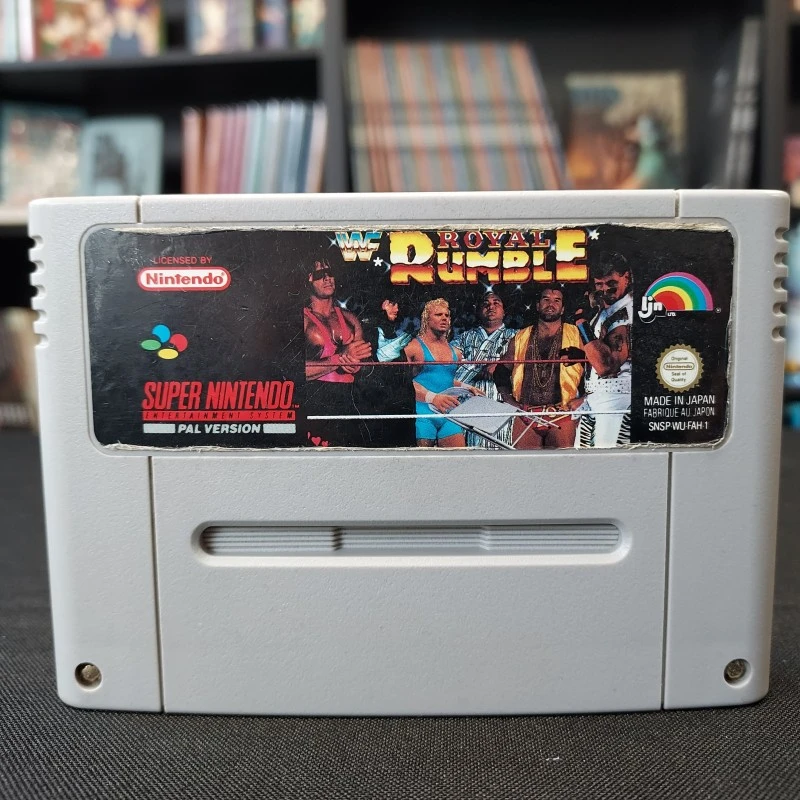 LICENSED BY
Nintendo
SUPER NINTENDO
ENTERTAINMENT SYSTEM
PAL VERSION
WWF ROYAL
RUMBLE
ljn LTD.
Original
Nintendo
Seal of
Quality
MADE IN JAPAN
FABRIQUÉ AU JAPON
SNSP-WU-FAH-1